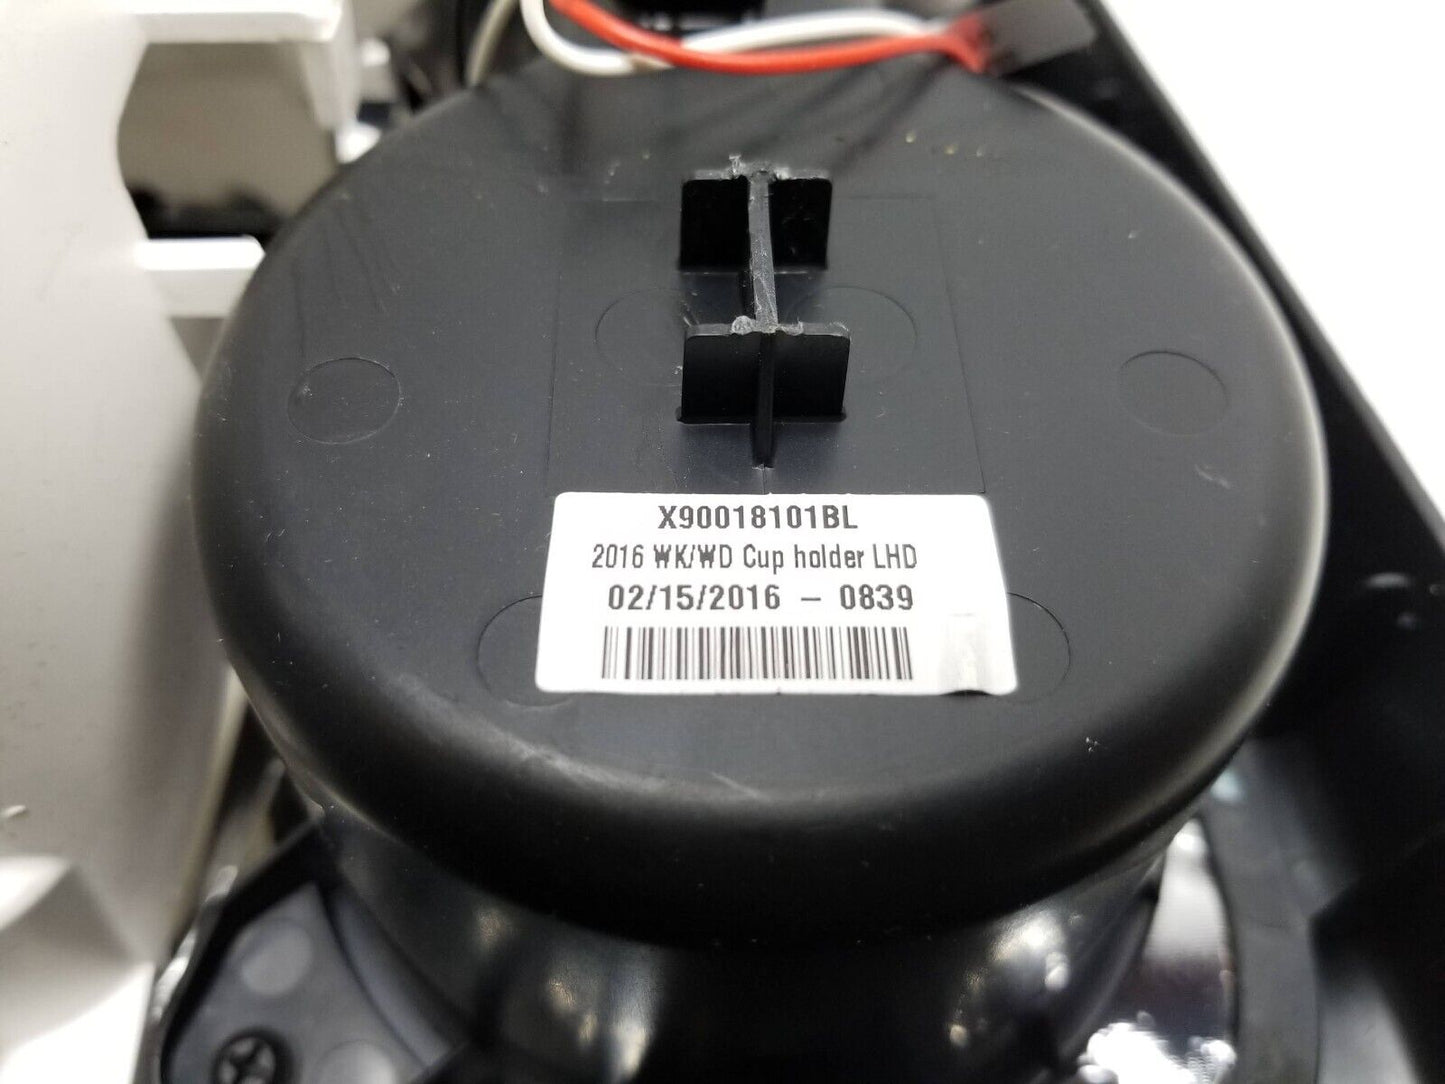 X90018101BL
2016 WK/WD Cup holder LHD
02/15/2016 - 0839